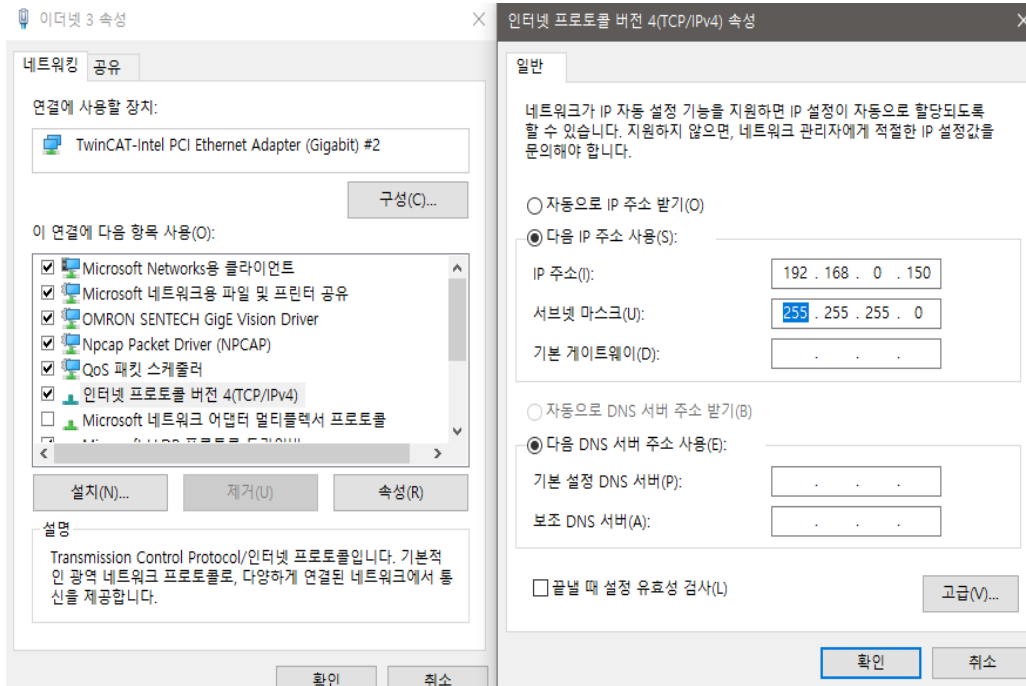 이더넷 3 속성
네트워킹
공유
연결에 사용할 장치:
TwinCAT-Intel PCI Ethernet Adapter (Gigabit) #2
구성(C)...
이 연결에 다음 항목 사용(O):
Microsoft Networks용 클라이언트
Microsoft 네트워크용 파일 및 프린터 공유
OMRON SENTECH GigE Vision Driver
Npcap Packet Driver (NPCAP)
QoS 패킷 스케줄러
인터넷 프로토콜 버전 4(TCP/IPv4)
Microsoft 네트워크 어댑터 멀티플렉서 프로토콜
설치(N)...
제거(U)
속성(R)
설명
Transmission Control Protocol/인터넷 프로토콜입니다. 기본적
인 광역 네트워크 프로토콜로, 다양하게 연결된 네트워크에서 통
신을 제공합니다.
확인
취소
인터넷 프로토콜 버전 4(TCP/IPv4) 속성
일반
네트워크가 IP 자동 설정 기능을 지원하면 IP 설정이 자동으로 할당되도록
할 수 있습니다. 지원하지 않으면, 네트워크 관리자에게 적절한 IP 설정값을
문의해야 합니다.
자동으로 IP 주소 받기(O)
다음 IP 주소 사용(S):
IP 주소(I):
192 . 168 . 0 . 150
서브넷 마스크(U):
255 . 255 . 255 . 0
기본 게이트웨이(D):
. . .
자동으로 DNS 서버 주소 받기(B)
다음 DNS 서버 주소 사용(E):
기본 설정 DNS 서버(P):
. . .
보조 DNS 서버(A):
. . .
끝낼 때 설정 유효성 검사(L)
고급(V)...
확인
취소